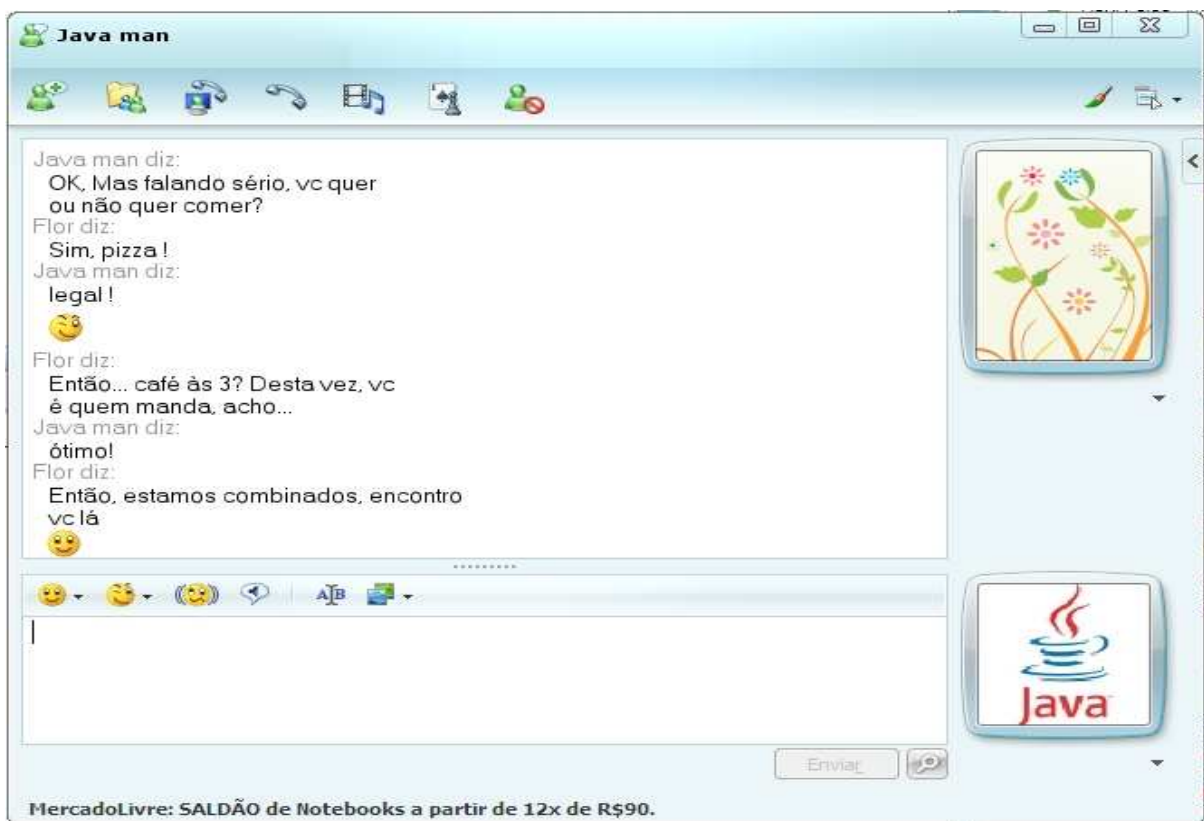 Java man
Java man diz:
OK, Mas falando sério, vc quer
ou não quer comer?
Flor diz:
Sim, pizza !
Java man diz:
legal !
Flor diz:
Então... café às 3? Desta vez, vc
é quem manda, acho...
Java man diz:
ótimo!
Flor diz:
Então, estamos combinados, encontro
vc lá
A B
Java
Enviar
MercadoLivre: SALDÃO de Notebooks a partir de 12x de R$90.